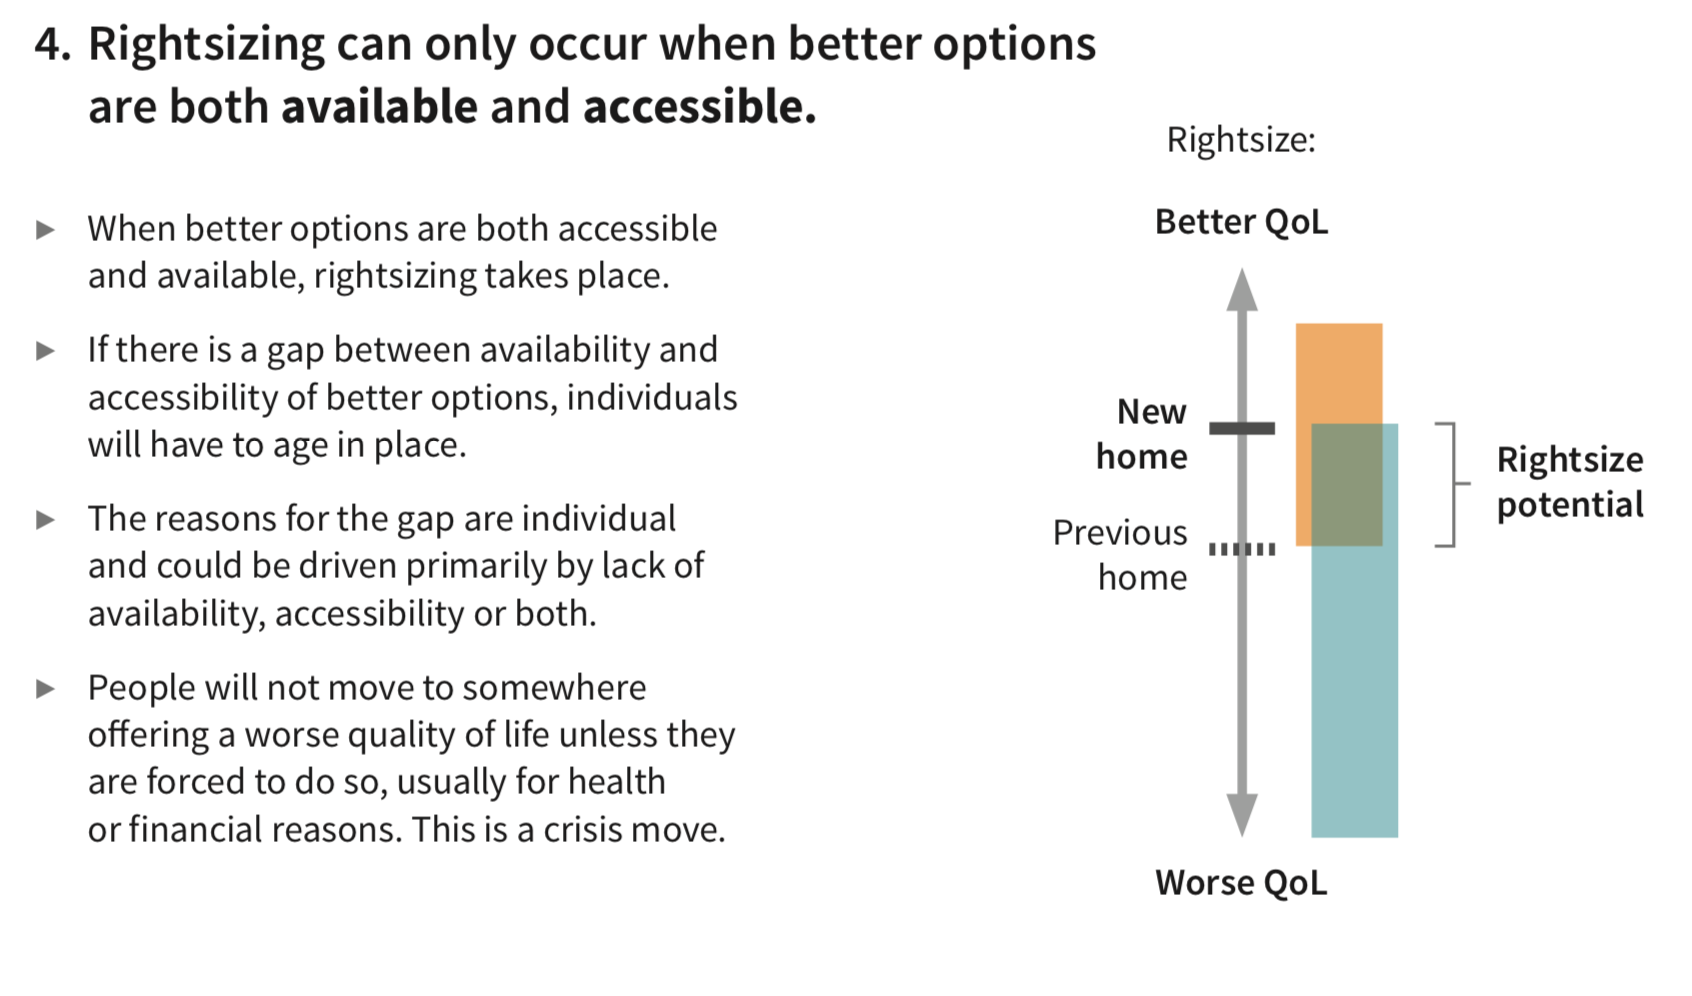 4. Rightsizing can only occur when better options
are both available and accessible.
► When better options are both accessible
and available, rightsizing takes place.
► If there is a gap between availability and
accessibility of better options, individuals
will have to age in place.
► The reasons for the gap are individual
and could be driven primarily by lack of
availability, accessibility or both.
► People will not move to somewhere
offering a worse quality of life unless they
are forced to do so, usually for health
or financial reasons. This is a crisis move.
Rightsize:
Better QoL
New
home
Previous
home
Rightsize
potential
Worse QoL